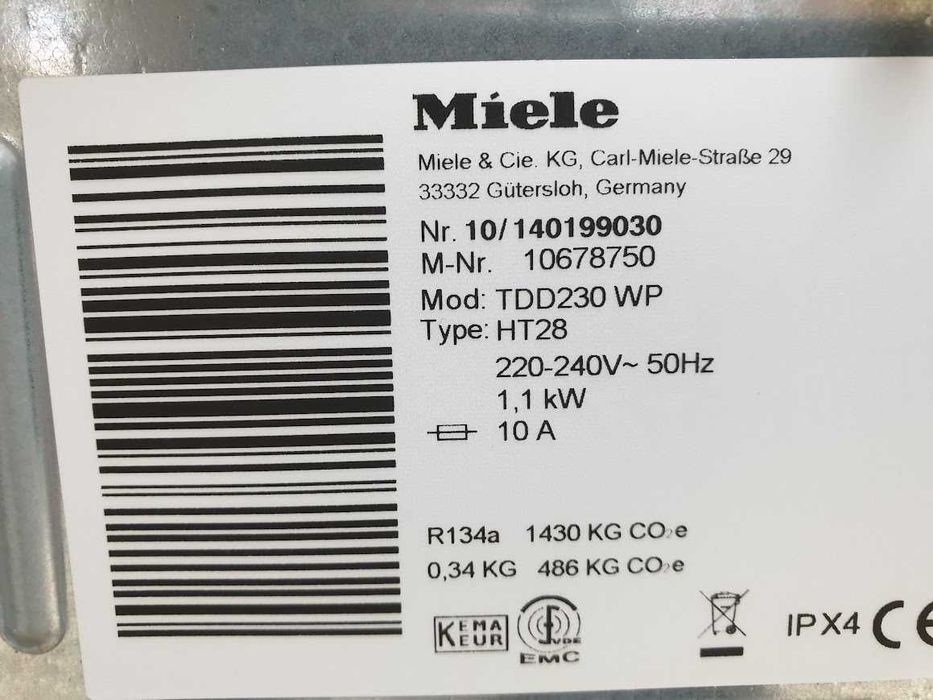 Miele
Miele & Cie. KG, Carl-Miele-Straße 29
33332 Gütersloh, Germany
Nr. 10/140199030
M-Nr. 10678750
Mod: TDD230 WP
Type: HT28
220-240V~ 50Hz
1,1 kW
10 A
R134a 1430 KG CO₂e
0,34 KG 486 KG CO₂e
KEMA
KEUR
VDE
EMC
IPX4 CE